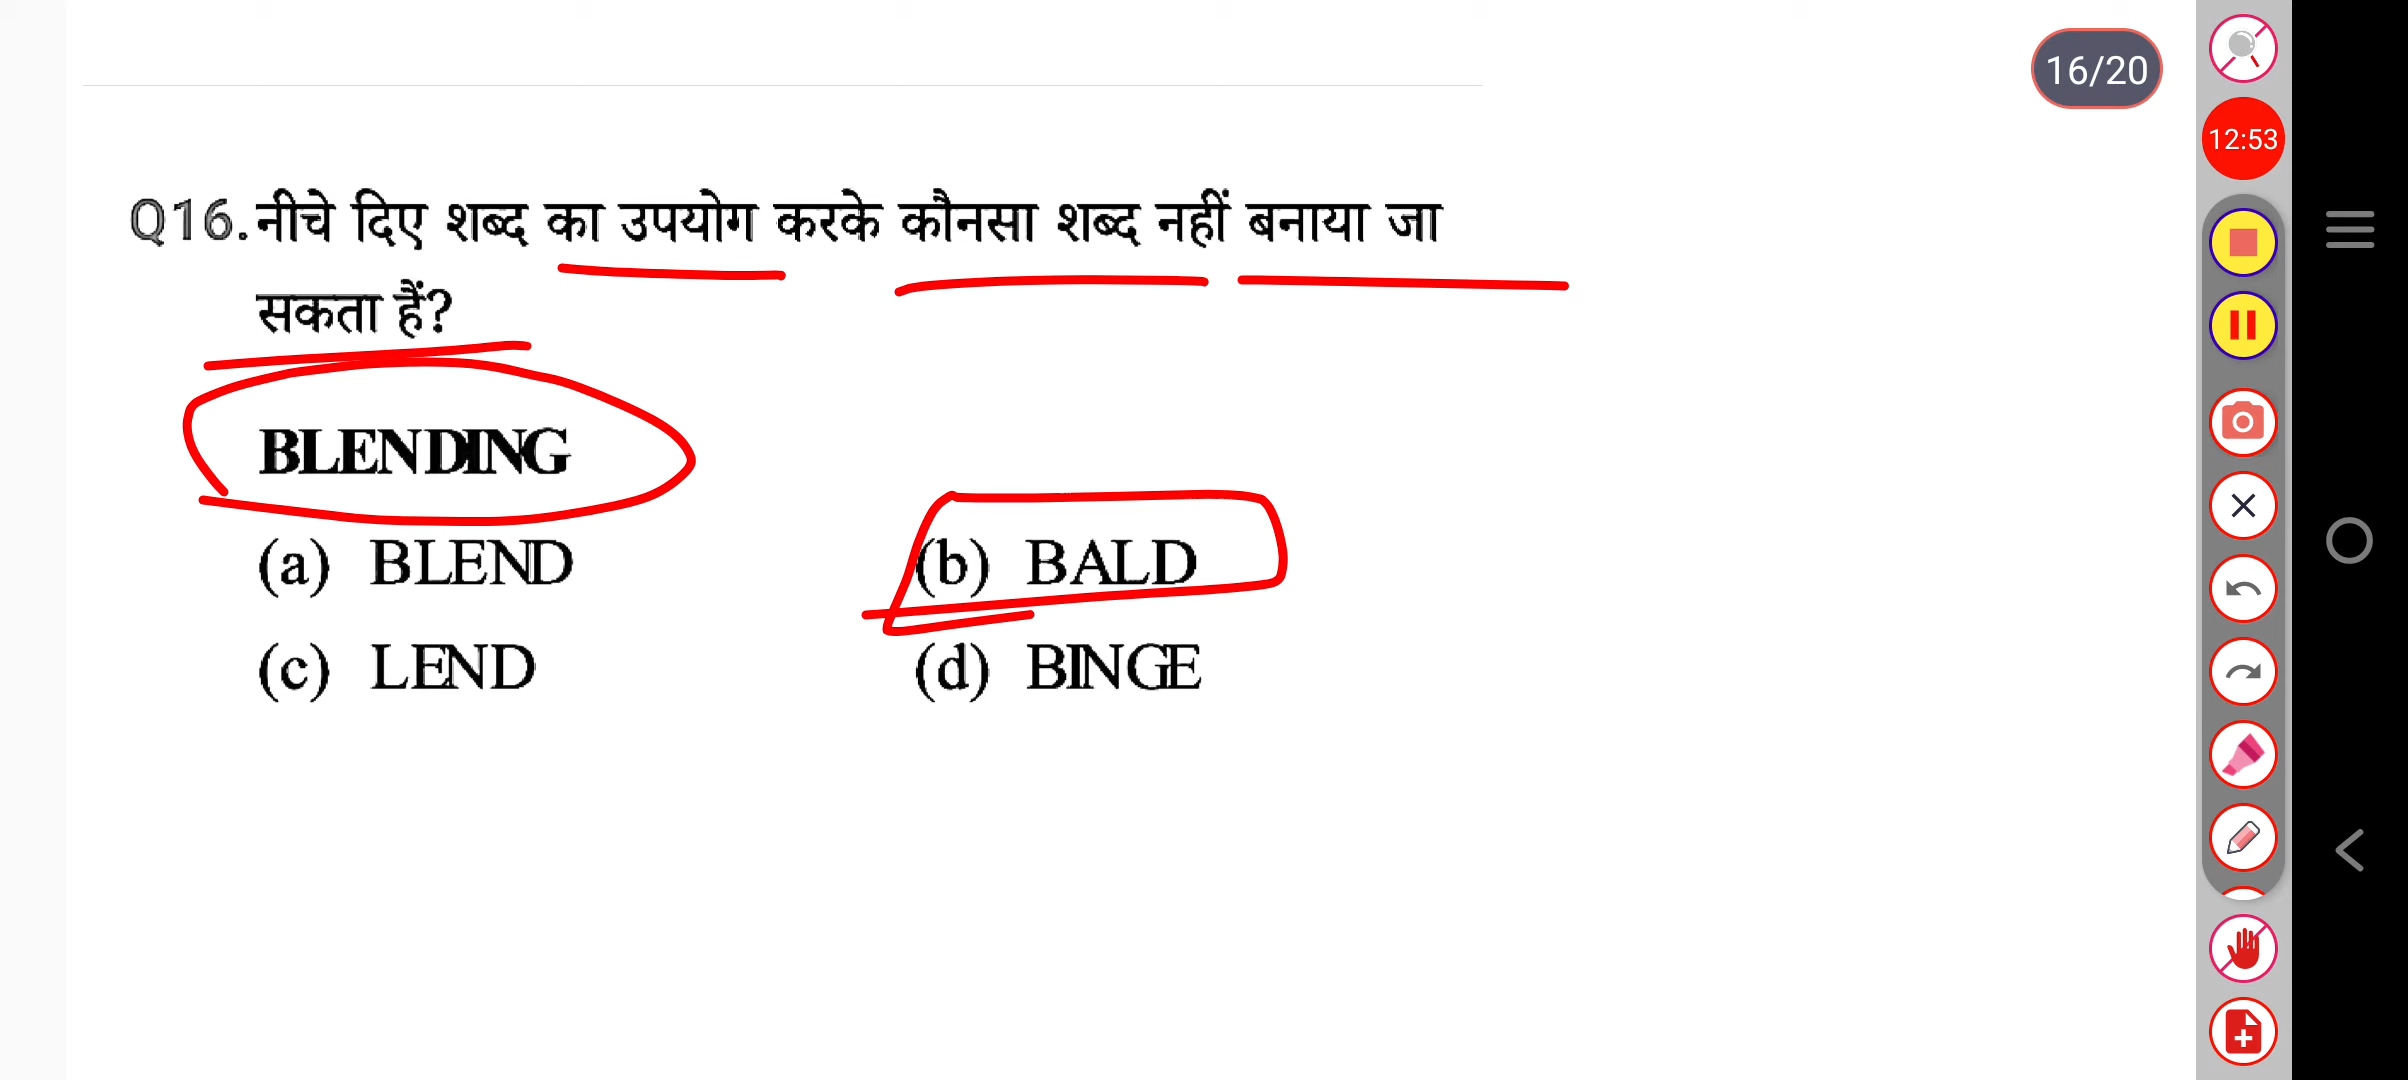 16/20
12:53
Q16. नीचे दिए शब्द का उपयोग करके कौनसा शब्द नहीं बनाया जा
सकता हैं?
BLENDING
(a) BLEND (b) BALD
(c) LEND (d) BINGE